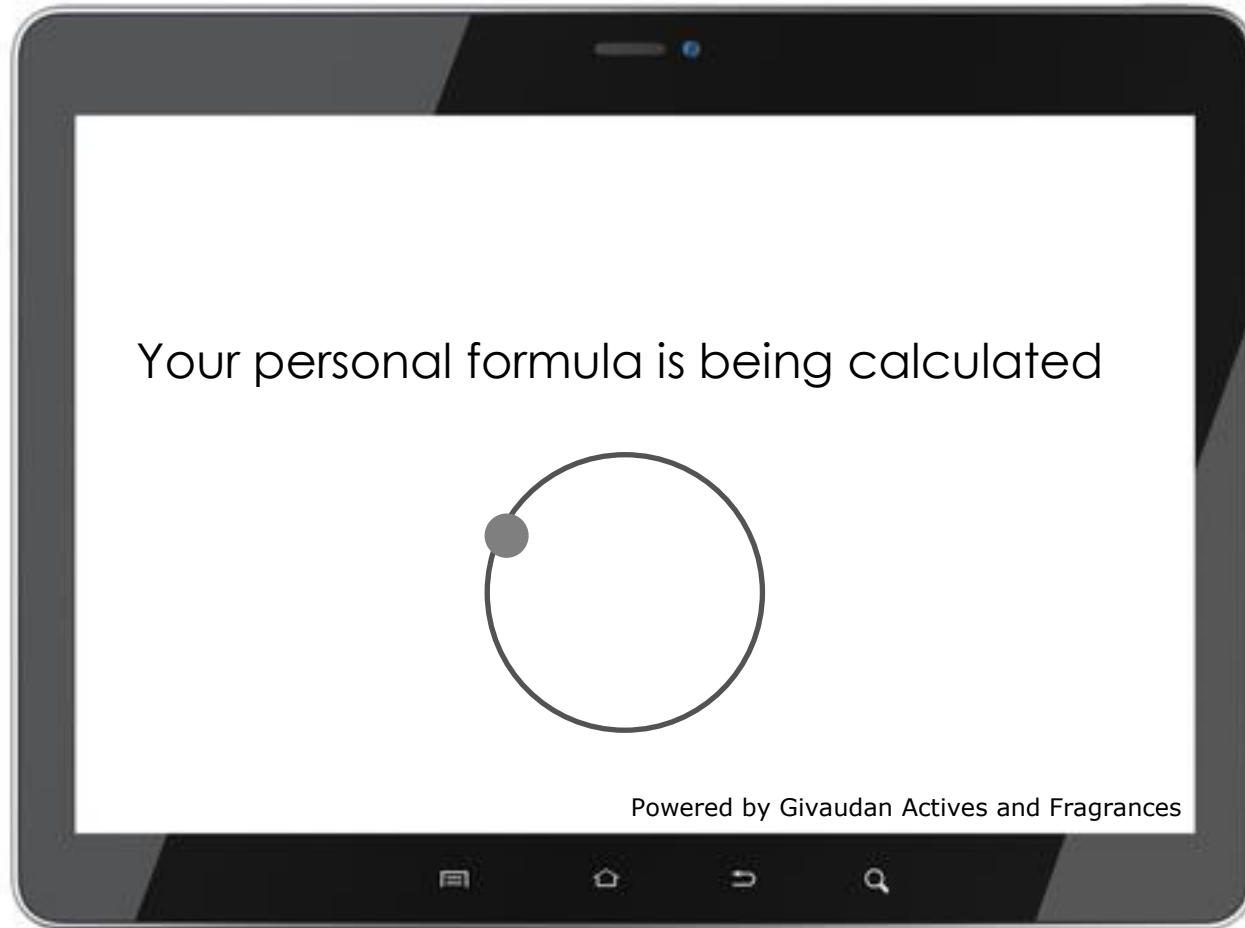 Your personal formula is being calculated
Powered by Givaudan Actives and Fragrances